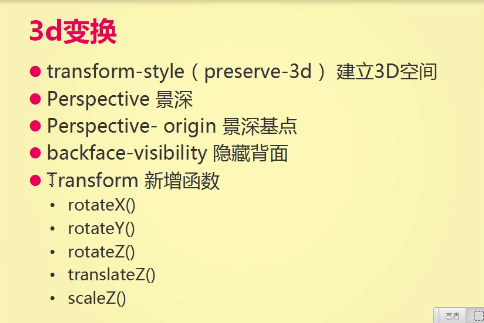 3d变换
transform-style ( preserve-3d ) 建立3D空间
Perspective 景深
Perspective- origin 景深基点
backface-visibility 隐藏背面
Transform 新增函数
rotateX()
rotateY()
rotateZ()
translateZ()
scaleZ()